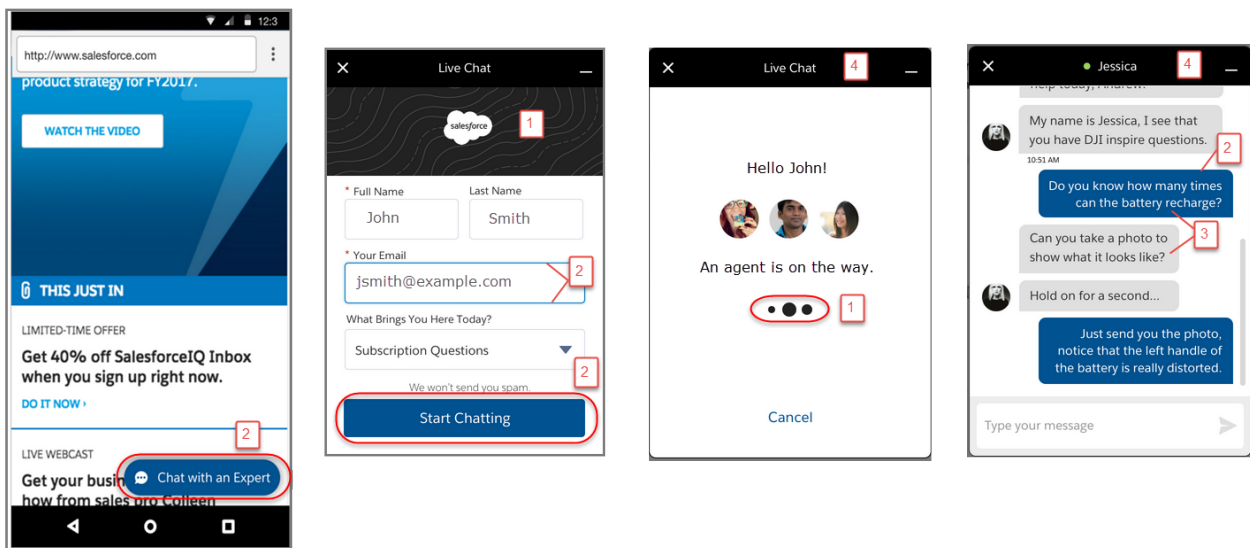 12:3
http://www.salesforce.com
product strategy for FY2017.
WATCH THE VIDEO
THIS JUST IN
LIMITED-TIME OFFER
Get 40% off SalesforceIQ Inbox
when you sign up right now.
DO IT NOW ›
2
LIVE WEBCAST
Get your busin
Chat with an Expert
how from sales pro Colleen
Live Chat
salesforce
1
* Full Name
Last Name
John
Smith
* Your Email
2
jsmith@example.com
What Brings You Here Today?
Subscription Questions
2
We won't send you spam.
Start Chatting
Live Chat
4
Hello John!
An agent is on the way.
1
Cancel
Jessica
4
help today, Andrew?
My name is Jessica, I see that
you have DJI inspire questions.
10:51 AM
2
Do you know how many times
can the battery recharge?
3
Can you take a photo to
show what it looks like?
Hold on for a second...
Just send you the photo,
notice that the left handle of
the battery is really distorted.
Type your message